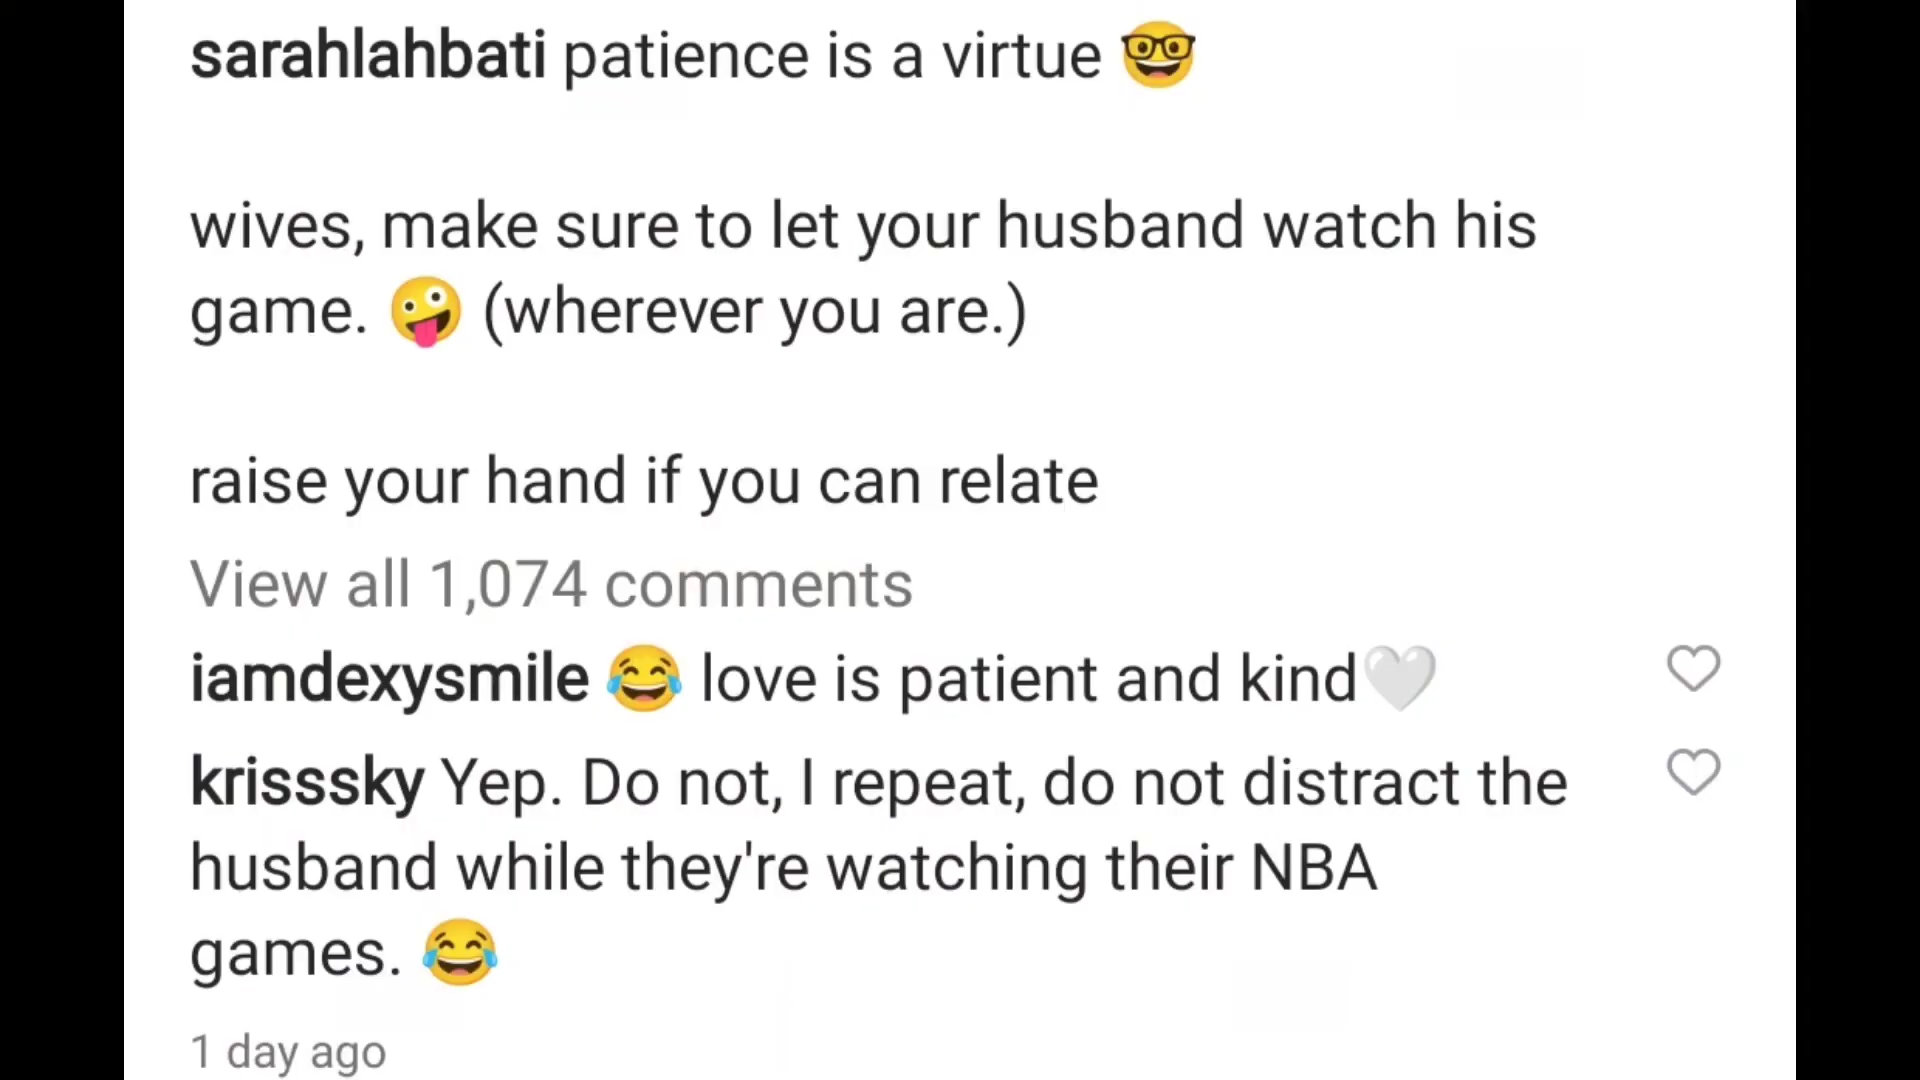 sarahlahbati patience is a virtue 🤓
wives, make sure to let your husband watch his
game. 🤪 (wherever you are.)
raise your hand if you can relate
View all 1,074 comments
iamdexysmile 😂 love is patient and kind🤍
krisssky Yep. Do not, I repeat, do not distract the
husband while they're watching their NBA
games. 😂
1 day ago